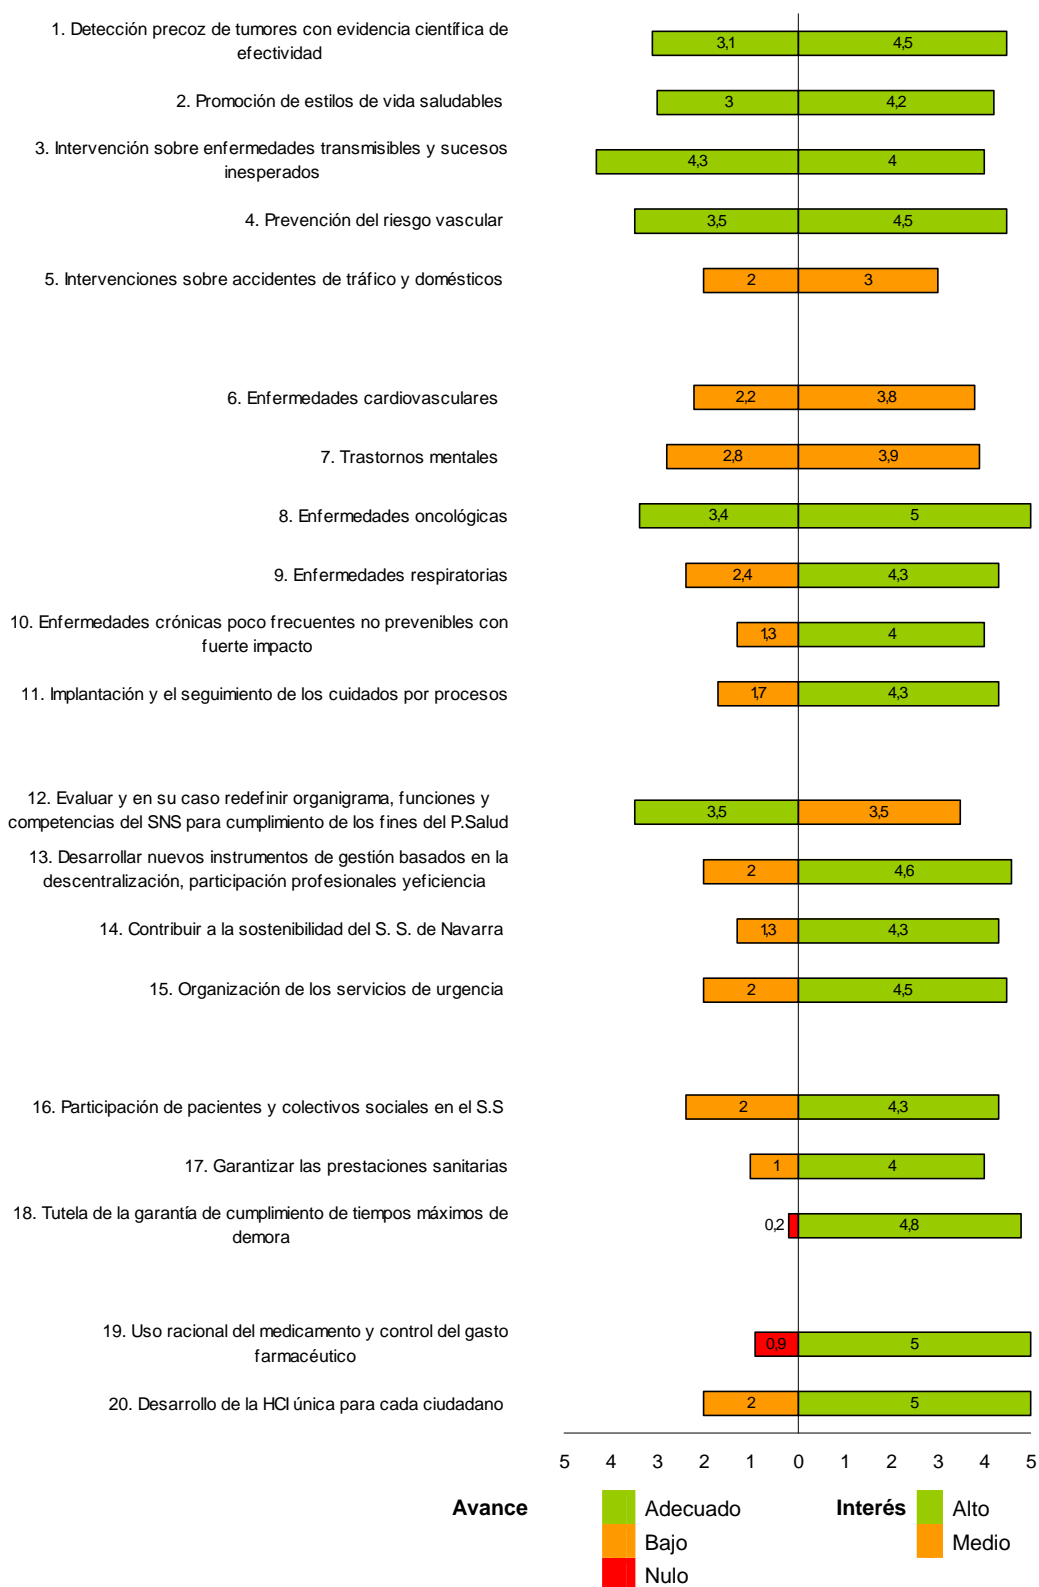 1. Detección precoz de tumores con evidencia científica de
efectividad
3,1
4,5
2. Promoción de estilos de vida saludables
3
4,2
3. Intervención sobre enfermedades transmisibles y sucesos
inesperados
4,3
4
4. Prevención del riesgo vascular
3,5
4,5
5. Intervenciones sobre accidentes de tráfico y domésticos
2
3
6. Enfermedades cardiovasculares
2,2
3,8
7. Trastornos mentales
2,8
3,9
8. Enfermedades oncológicas
3,4
5
9. Enfermedades respiratorias
2,4
4,3
10. Enfermedades crónicas poco frecuentes no prevenibles con
fuerte impacto
1,3
4
11. Implantación y el seguimiento de los cuidados por procesos
1,7
4,3
12. Evaluar y en su caso redefinir organigrama, funciones y
competencias del SNS para cumplimiento de los fines del P.Salud
3,5
3,5
13. Desarrollar nuevos instrumentos de gestión basados en la
descentralización, participación profesionales yeficiencia
2
4,6
14. Contribuir a la sostenibilidad del S. S. de Navarra
1,3
4,3
15. Organización de los servicios de urgencia
2
4,5
16. Participación de pacientes y colectivos sociales en el S.S
2
4,3
17. Garantizar las prestaciones sanitarias
1
4
18. Tutela de la garantía de cumplimiento de tiempos máximos de
demora
0,2
4,8
19. Uso racional del medicamento y control del gasto
farmacéutico
0,9
5
20. Desarrollo de la HCI única para cada ciudadano
2
5
5 4 3 2 1 0 1 2 3 4 5
Avance
Adecuado
Bajo
Nulo
Interés
Alto
Medio